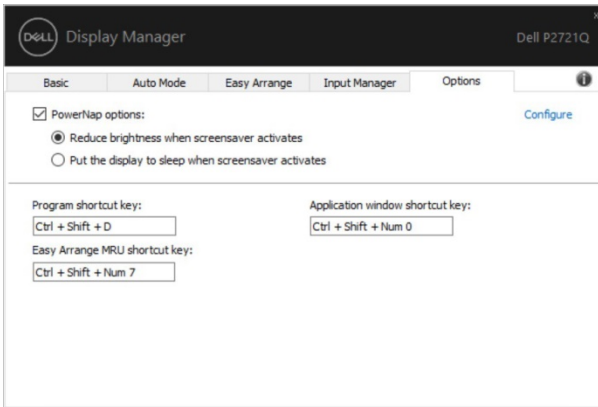 DELL Display Manager
Dell P2721Q
Basic Auto Mode Easy Arrange Input Manager Options
PowerNap options:
Configure
Reduce brightness when screensaver activates
Put the display to sleep when screensaver activates
Program shortcut key: Application window shortcut key:
Ctrl + Shift + D Ctrl + Shift + Num 0
Easy Arrange MRU shortcut key:
Ctrl + Shift + Num 7